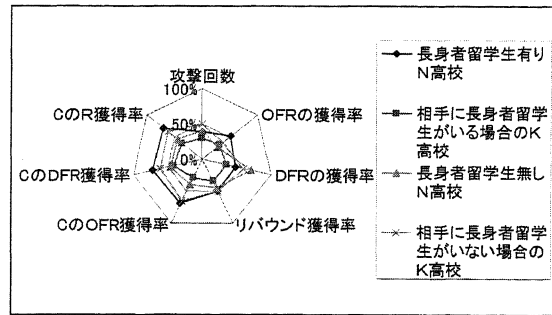 攻撃回数
100%
50%
0%
CのR獲得率
OFRの獲得率
CのDFR獲得率
DFRの獲得率
CのOFR獲得率
リバウンド獲得率
長身者留学生有り
N高校
相手に長身者留学
生がいる場合のK
高校
長身者留学生無し
N高校
相手に長身者留学
生がいない場合の
K高校